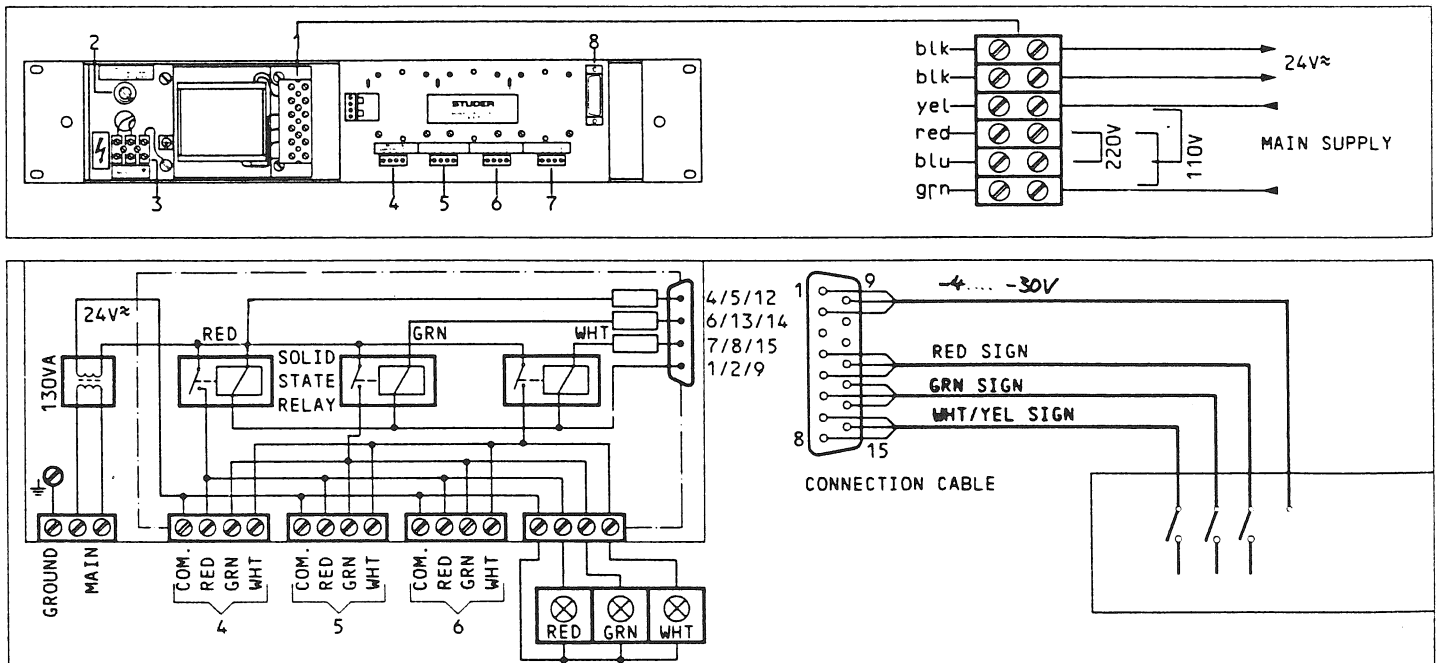 2
1
8
STUDER
3
4
5
6
7
blk
blk
yel
red
blu
grn
220V
110V
24V≈
MAIN SUPPLY
24V≈
130VA
RED
GRN
WHT
SOLID
STATE
RELAY
4/5/12
6/13/14
7/8/15
1/2/9
GROUND
MAIN
COM.
RED
GRN
WHT
4
COM.
RED
GRN
WHT
5
COM.
RED
GRN
WHT
6
RED
GRN
WHT
1
9
8
15
-4.... -30V
RED SIGN
GRN SIGN
WHT/YEL SIGN
CONNECTION CABLE